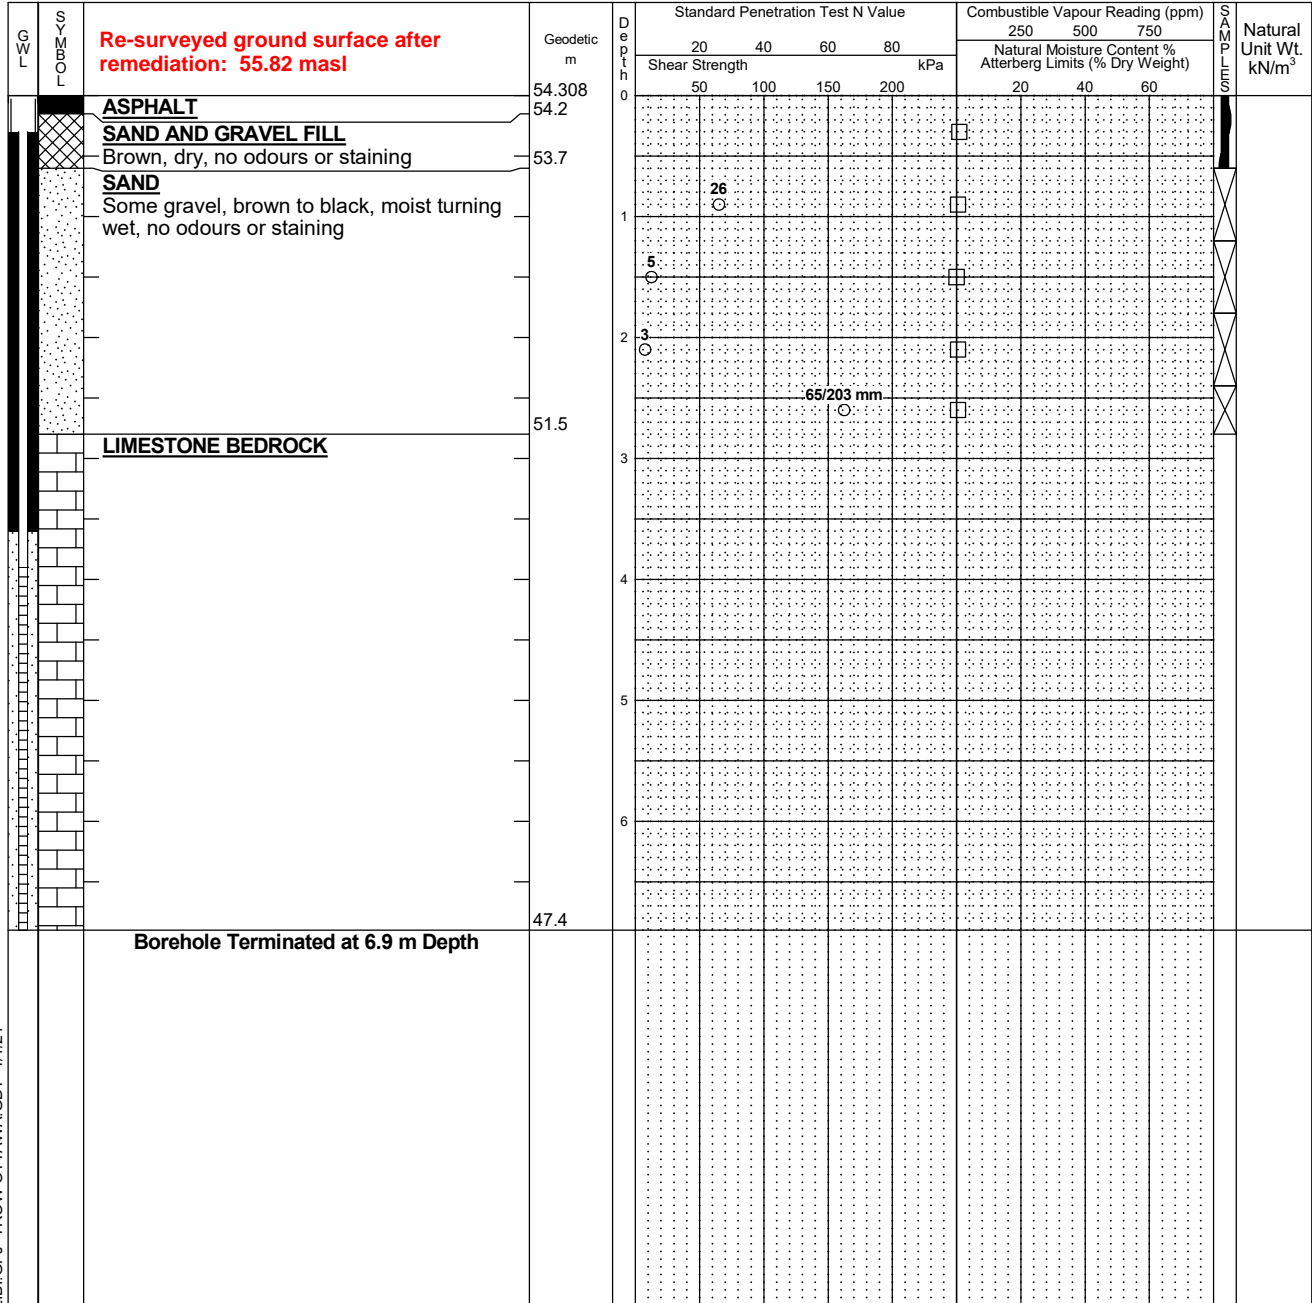 GWL
SYMBOL
Re-surveyed ground surface after
remediation: 55.82 masl
Geodetic
m
54.308
Depth
Standard Penetration Test N Value
20 40 60 80
Shear Strength kPa
50 100 150 200
Combustible Vapour Reading (ppm)
250 500 750
Natural Moisture Content %
Atterberg Limits (% Dry Weight)
20 40 60
SAMPLES
Natural
Unit Wt.
kN/m³
0
ASPHALT
54.2
SAND AND GRAVEL FILL
Brown, dry, no odours or staining
53.7
SAND
Some gravel, brown to black, moist turning
wet, no odours or staining
26
1
5
2
3
65/203 mm
51.5
LIMESTONE BEDROCK
3
4
5
6
47.4
Borehole Terminated at 6.9 m Depth